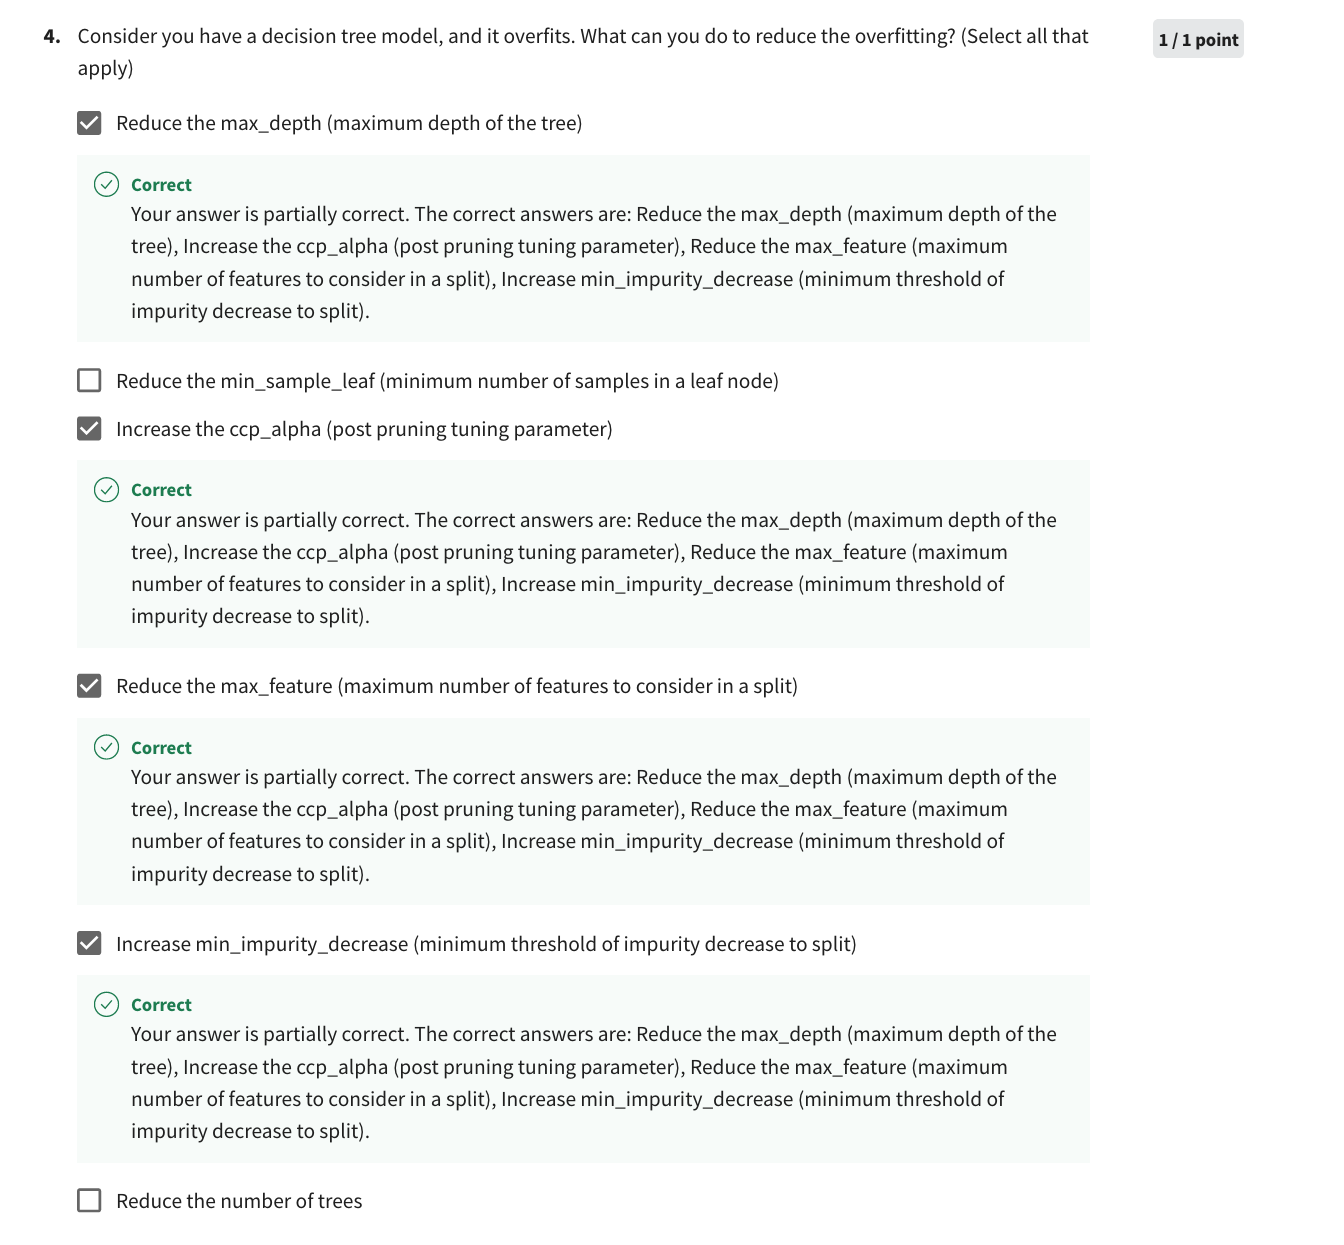 4. Consider you have a decision tree model, and it overfits. What can you do to reduce the overfitting? (Select all that
apply)
1 / 1 point
Reduce the max_depth (maximum depth of the tree)
Correct
Your answer is partially correct. The correct answers are: Reduce the max_depth (maximum depth of the
tree), Increase the ccp_alpha (post pruning tuning parameter), Reduce the max_feature (maximum
number of features to consider in a split), Increase min_impurity_decrease (minimum threshold of
impurity decrease to split).
Reduce the min_sample_leaf (minimum number of samples in a leaf node)
Increase the ccp_alpha (post pruning tuning parameter)
Correct
Your answer is partially correct. The correct answers are: Reduce the max_depth (maximum depth of the
tree), Increase the ccp_alpha (post pruning tuning parameter), Reduce the max_feature (maximum
number of features to consider in a split), Increase min_impurity_decrease (minimum threshold of
impurity decrease to split).
Reduce the max_feature (maximum number of features to consider in a split)
Correct
Your answer is partially correct. The correct answers are: Reduce the max_depth (maximum depth of the
tree), Increase the ccp_alpha (post pruning tuning parameter), Reduce the max_feature (maximum
number of features to consider in a split), Increase min_impurity_decrease (minimum threshold of
impurity decrease to split).
Increase min_impurity_decrease (minimum threshold of impurity decrease to split)
Correct
Your answer is partially correct. The correct answers are: Reduce the max_depth (maximum depth of the
tree), Increase the ccp_alpha (post pruning tuning parameter), Reduce the max_feature (maximum
number of features to consider in a split), Increase min_impurity_decrease (minimum threshold of
impurity decrease to split).
Reduce the number of trees